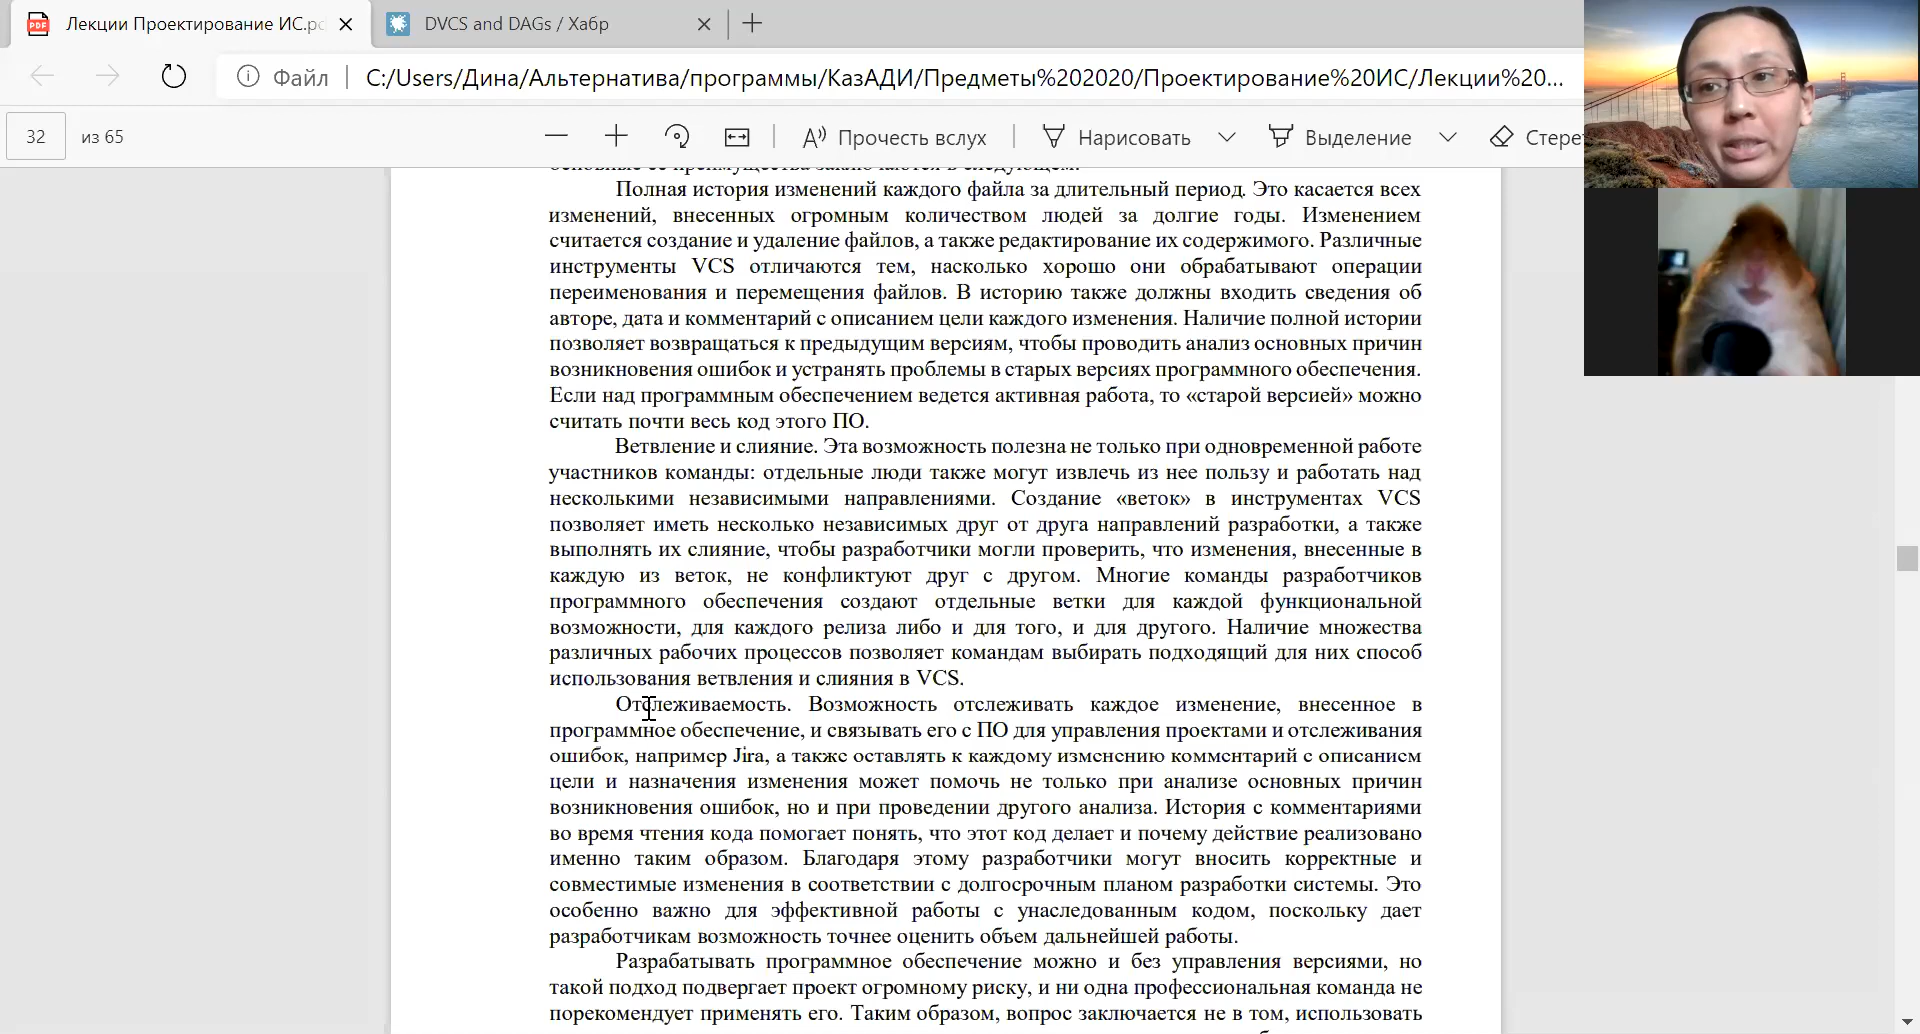 Лекции Проектирование ИС.pc
DVCS and DAGs / Хабр
Файл
C:/Users/Дина/Альтернатива/программы/КазАДИ/Предметы%202020/Проектирование%20ИС/Лекции%20...
32 из 65
Прочесть вслух
Нарисовать
Выделение
Стерет
основные ее преимущества заключаются в следующем.
Полная история изменений каждого файла за длительный период. Это касается всех
изменений, внесенных огромным количеством людей за долгие годы. Изменением
считается создание и удаление файлов, а также редактирование их содержимого. Различные
инструменты VCS отличаются тем, насколько хорошо они обрабатывают операции
переименования и перемещения файлов. В историю также должны входить сведения об
авторе, дата и комментарий с описанием цели каждого изменения. Наличие полной истории
позволяет возвращаться к предыдущим версиям, чтобы проводить анализ основных причин
возникновения ошибок и устранять проблемы в старых версиях программного обеспечения.
Если над программным обеспечением ведется активная работа, то «старой версией» можно
считать почти весь код этого ПО.
Ветвление и слияние. Эта возможность полезна не только при одновременной работе
участников команды: отдельные люди также могут извлечь из нее пользу и работать над
несколькими независимыми направлениями. Создание «веток» в инструментах VCS
позволяет иметь несколько независимых друг от друга направлений разработки, а также
выполнять их слияние, чтобы разработчики могли проверить, что изменения, внесенные в
каждую из веток, не конфликтуют друг с другом. Многие команды разработчиков
программного обеспечения создают отдельные ветки для каждой функциональной
возможности, для каждого релиза либо и для того, и для другого. Наличие множества
различных рабочих процессов позволяет командам выбирать подходящий для них способ
использования ветвления и слияния в VCS.
Отслеживаемость. Возможность отслеживать каждое изменение, внесенное в
программное обеспечение, и связывать его с ПО для управления проектами и отслеживания
ошибок, например Jira, а также оставлять к каждому изменению комментарий с описанием
цели и назначения изменения может помочь не только при анализе основных причин
возникновения ошибок, но и при проведении другого анализа. История с комментариями
во время чтения кода помогает понять, что этот код делает и почему действие реализовано
именно таким образом. Благодаря этому разработчики могут вносить корректные и
совместимые изменения в соответствии с долгосрочным планом разработки системы. Это
особенно важно для эффективной работы с унаследованным кодом, поскольку дает
разработчикам возможность точнее оценить объем дальнейшей работы.
Разрабатывать программное обеспечение можно и без управления версиями, но
такой подход подвергает проект огромному риску, и ни одна профессиональная команда не
порекомендует применять его. Таким образом, вопрос заключается не в том, использовать